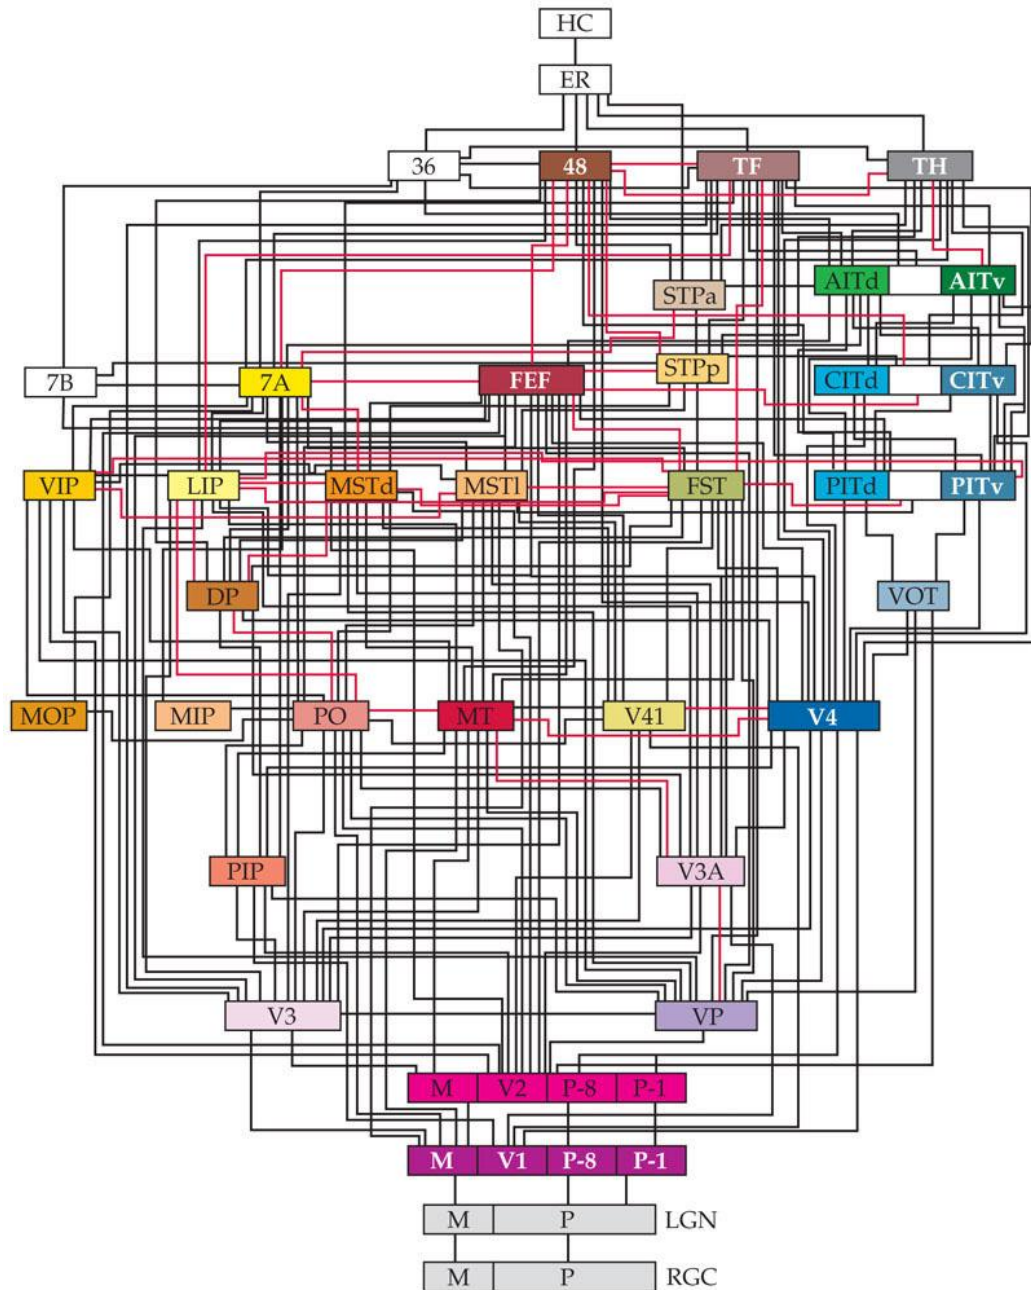 HC
ER
36 48 TF TH
STPa AITd AITv
7B 7A FEF STPp CITd CITv
VIP LIP MSTd MSTl FST PITd PITv
DP VOT
MOP MIP PO MT V41 V4
PIP V3A
V3 VP
M V2 P-8 P-1
M V1 P-8 P-1
M P LGN
M P RGC